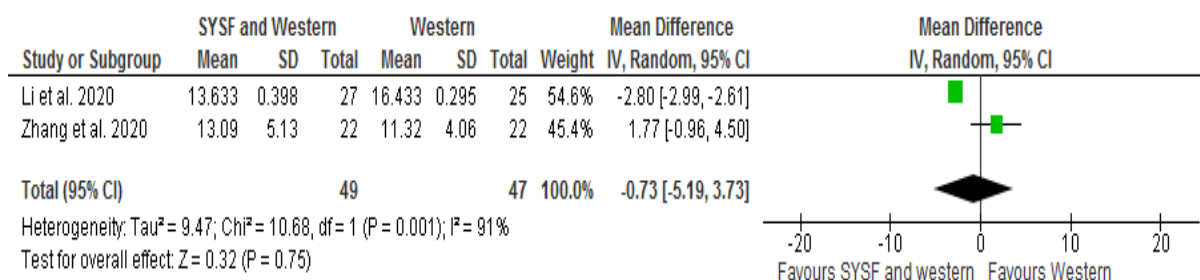 SYSF and Western Western Mean Difference Mean Difference
Study or Subgroup Mean SD Total Mean SD Total Weight IV, Random, 95% CI IV, Random, 95% CI
Li et al. 2020 13.633 0.398 27 16.433 0.295 25 54.6% -2.80 [-2.99, -2.61]
Zhang et al. 2020 13.09 5.13 22 11.32 4.06 22 45.4% 1.77 [-0.96, 4.50]
Total (95% CI) 49 47 100.0% -0.73 [-5.19, 3.73]
Heterogeneity: Tau² = 9.47; Chi² = 10.68, df = 1 (P = 0.001); I² = 91%
Test for overall effect: Z = 0.32 (P = 0.75)
-20 -10 0 10 20
Favours SYSF and western Favours Western